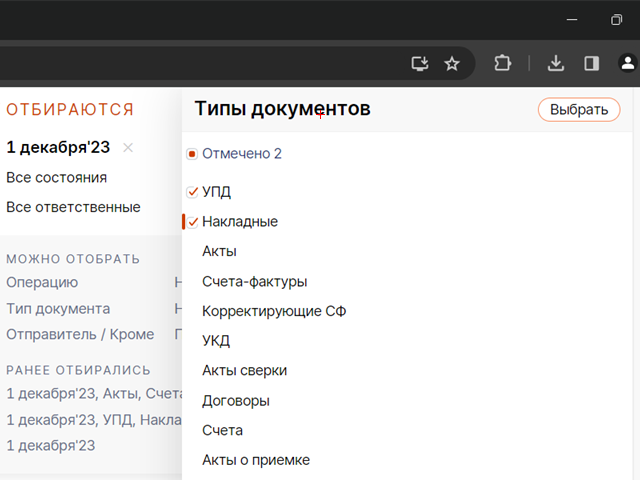 ОТБИРАЮТСЯ
1 декабря'23
Все состояния
Все ответственные
МОЖНО ОТОБРАТЬ
Операцию
Тип документа
Отправитель / Кроме
РАНЕЕ ОТБИРАЛИСЬ
1 декабря'23, Акты, Счета
1 декабря'23, УПД, Накла
1 декабря'23
Типы документов
Выбрать
Отмечено 2
УПД
Накладные
Акты
Счета-фактуры
Корректирующие СФ
УКД
Акты сверки
Договоры
Счета
Акты о приемке